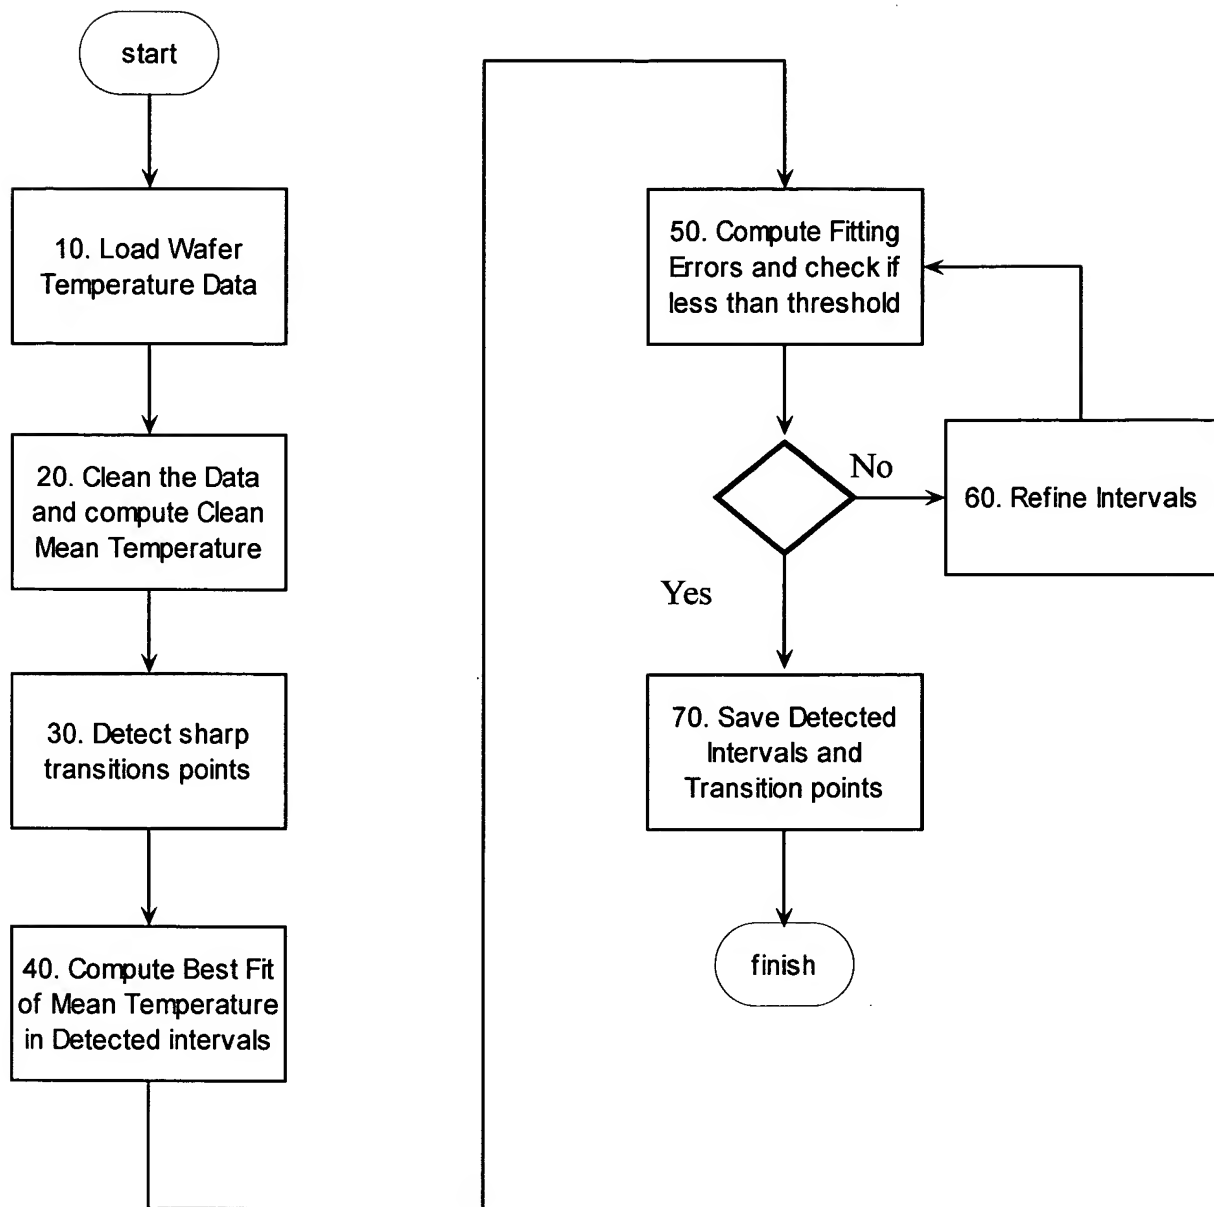 start
10. Load Wafer
Temperature Data
20. Clean the Data
and compute Clean
Mean Temperature
30. Detect sharp
transitions points
40. Compute Best Fit
of Mean Temperature
in Detected intervals
50. Compute Fitting
Errors and check if
less than threshold
No
60. Refine Intervals
Yes
70. Save Detected
Intervals and
Transition points
finish